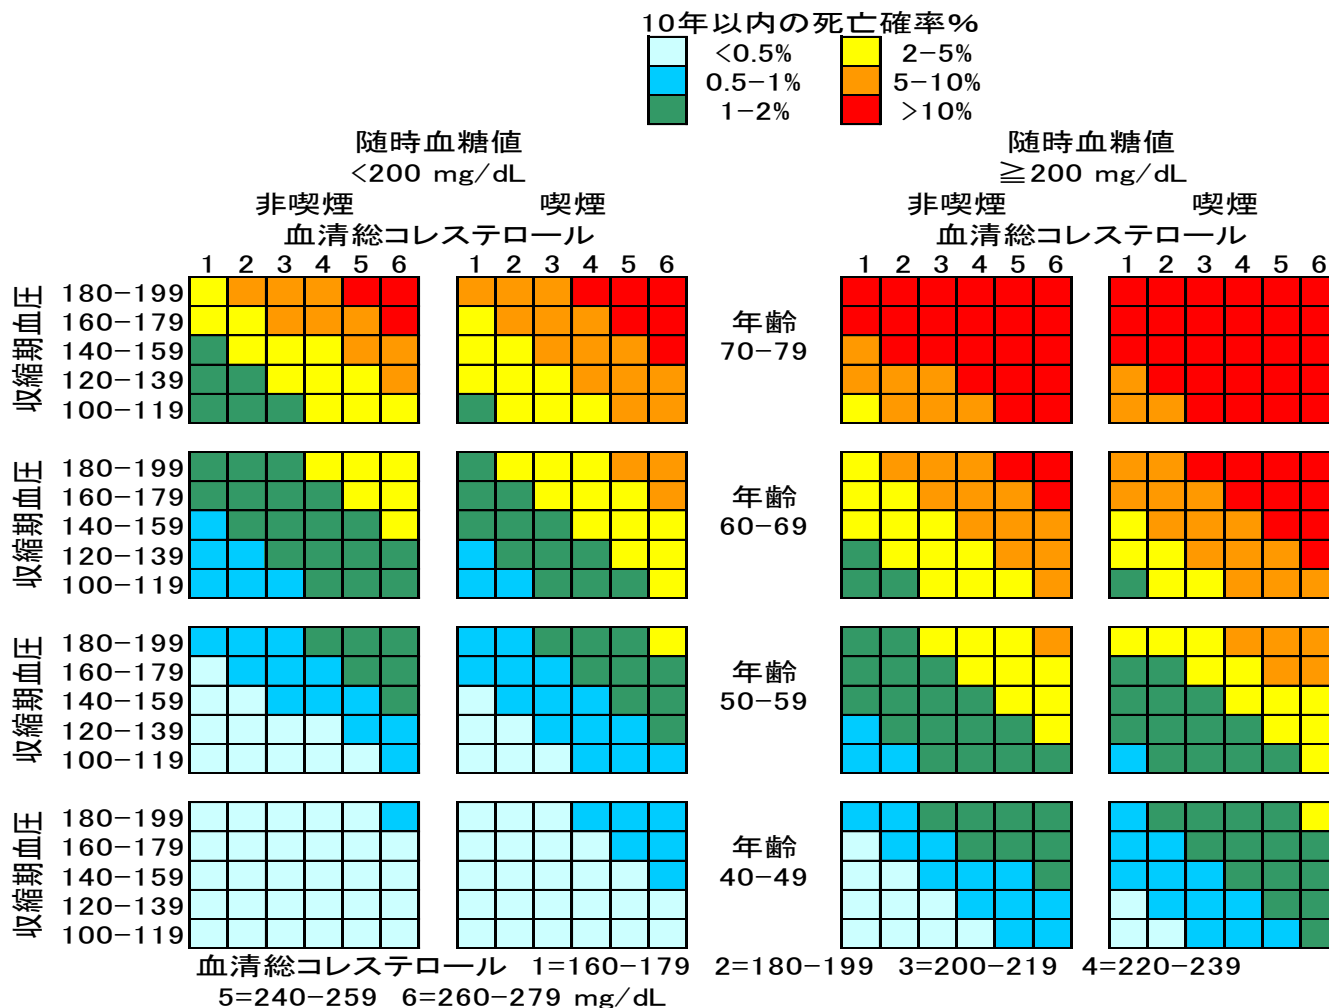 10年以内の死亡確率%
<0.5% 2-5%
0.5-1% 5-10%
1-2% >10%
随時血糖値 随時血糖値
<200 mg/dL ≧200 mg/dL
非喫煙 喫煙 非喫煙 喫煙
血清総コレステロール 血清総コレステロール
1 2 3 4 5 6 1 2 3 4 5 6 1 2 3 4 5 6 1 2 3 4 5 6
収縮期血圧
180-199
160-179
140-159
120-139
100-119
年齢
70-79
収縮期血圧
180-199
160-179
140-159
120-139
100-119
年齢
60-69
収縮期血圧
180-199
160-179
140-159
120-139
100-119
年齢
50-59
収縮期血圧
180-199
160-179
140-159
120-139
100-119
年齢
40-49
血清総コレステロール 1=160-179 2=180-199 3=200-219 4=220-239
5=240-259 6=260-279 mg/dL